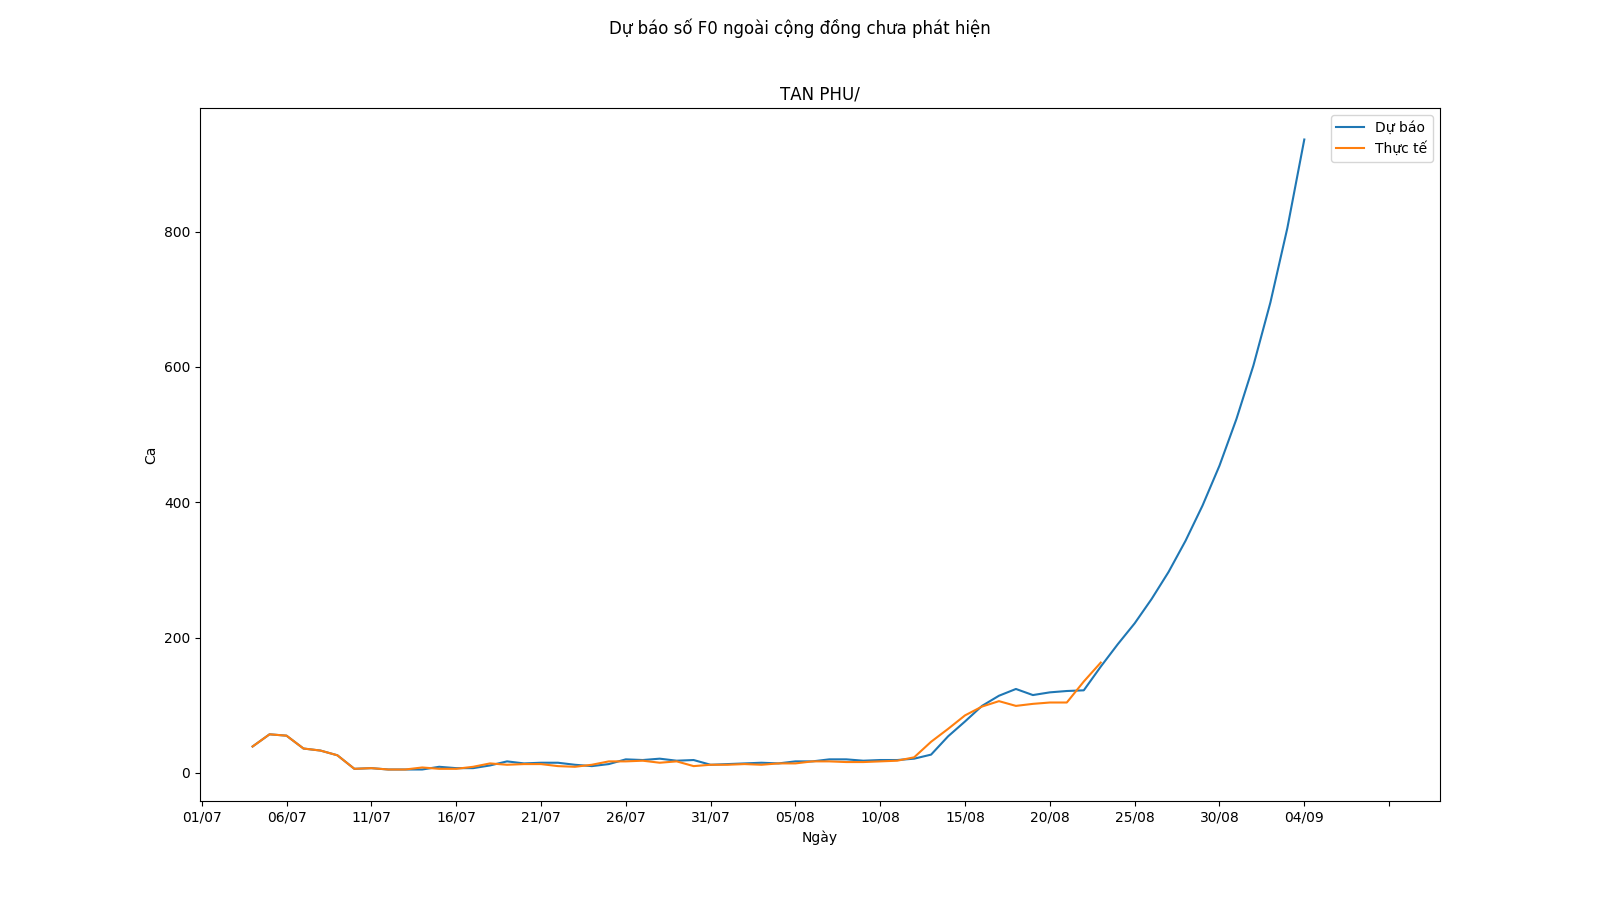 Dự báo số F0 ngoài cộng đồng chưa phát hiện
TAN PHU/
Dự báo
Thực tế
800
600
400
200
0
Ca
01/07 06/07 11/07 16/07 21/07 26/07 31/07 05/08 10/08 15/08 20/08 25/08 30/08 04/09
Ngày